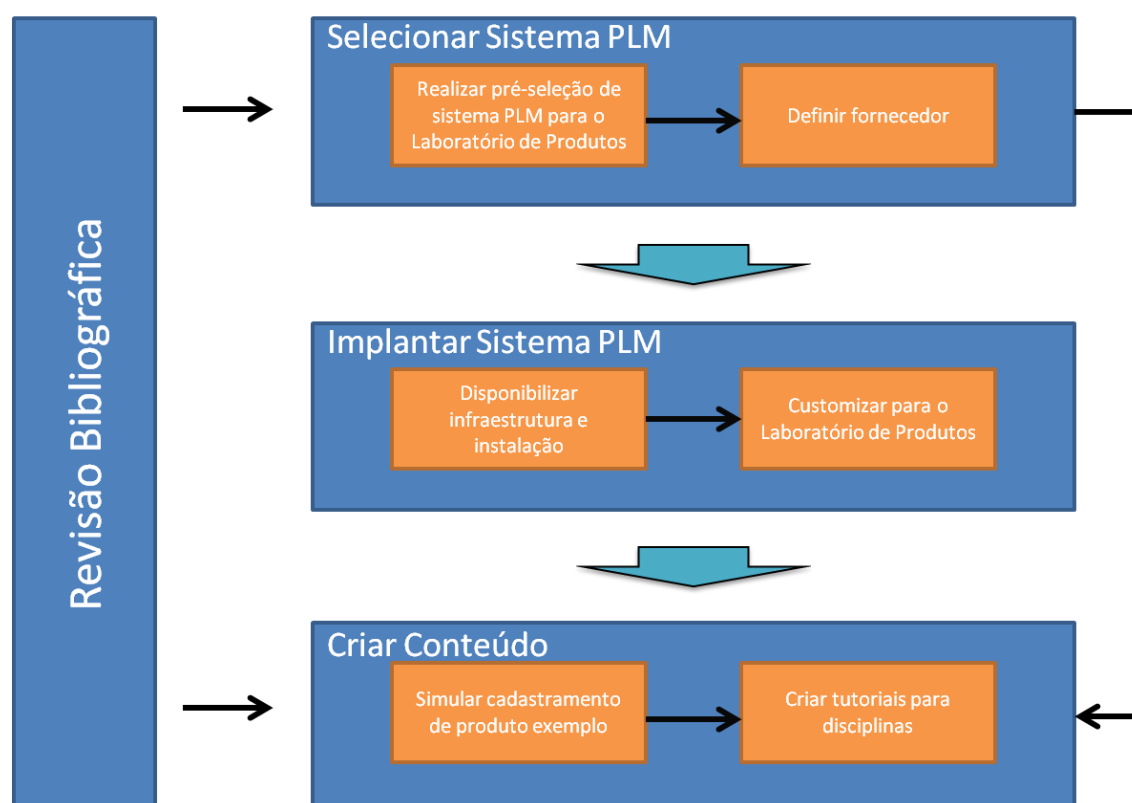 Revisão Bibliográfica
Selecionar Sistema PLM
Realizar pré-seleção de
sistema PLM para o
Laboratório de Produtos
Definir fornecedor
Implantar Sistema PLM
Disponibilizar
infraestrutura e
instalação
Customizar para o
Laboratório de Produtos
Criar Conteúdo
Simular cadastramento
de produto exemplo
Criar tutoriais para
disciplinas